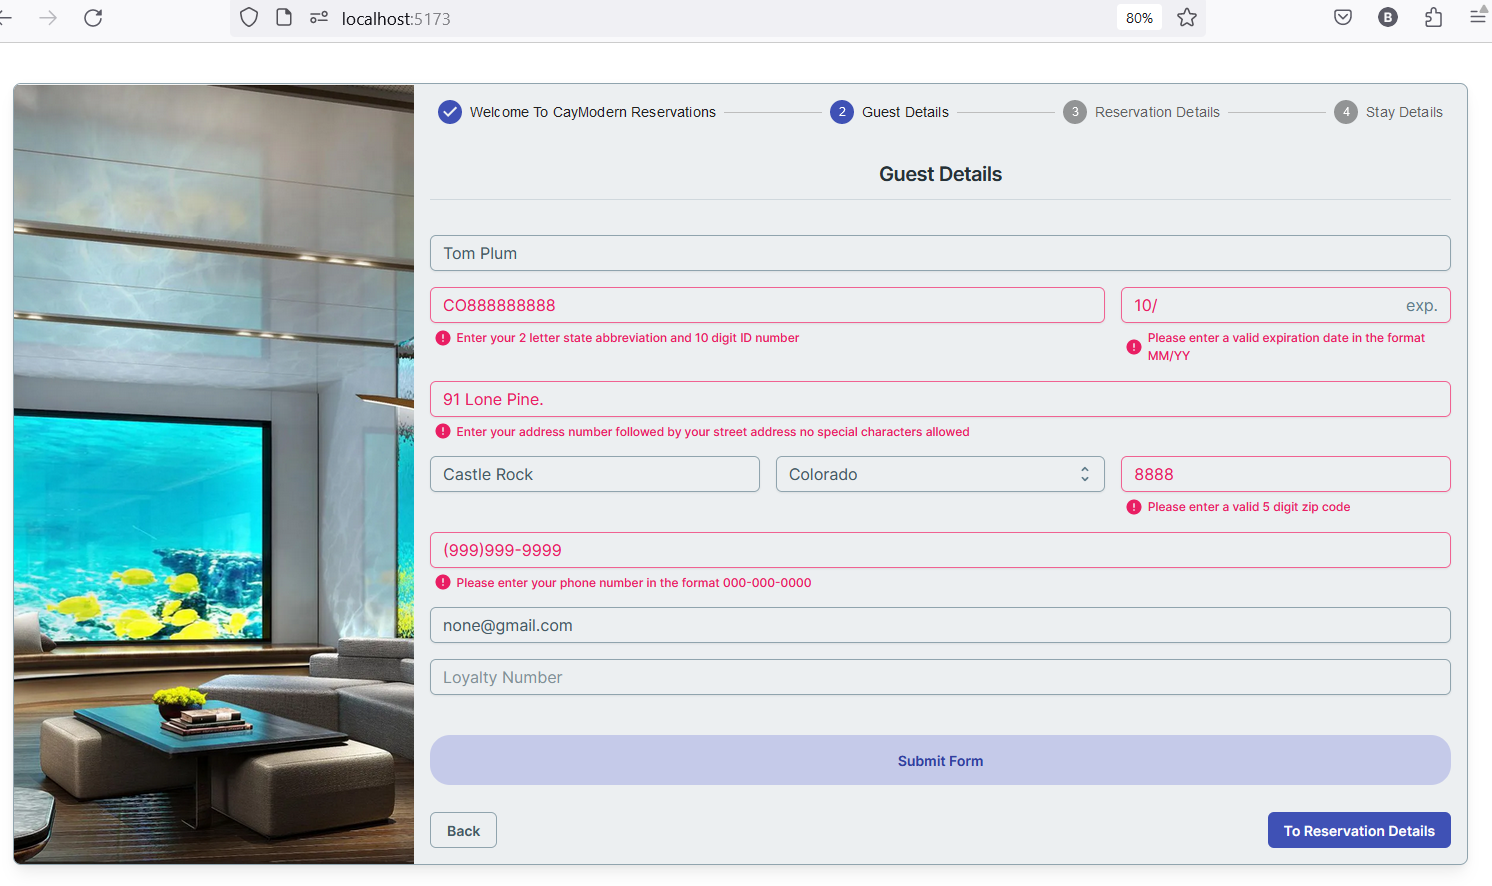 localhost:5173
80%
B
Welcome To CayModern Reservations
2 Guest Details
3 Reservation Details
4 Stay Details
Guest Details
Tom Plum
CO888888888
10/ exp.
! Enter your 2 letter state abbreviation and 10 digit ID number
! Please enter a valid expiration date in the format
MM/YY
91 Lone Pine.
! Enter your address number followed by your street address no special characters allowed
Castle Rock
Colorado
8888
! Please enter a valid 5 digit zip code
(999)999-9999
! Please enter your phone number in the format 000-000-0000
none@gmail.com
Loyalty Number
Submit Form
Back
To Reservation Details